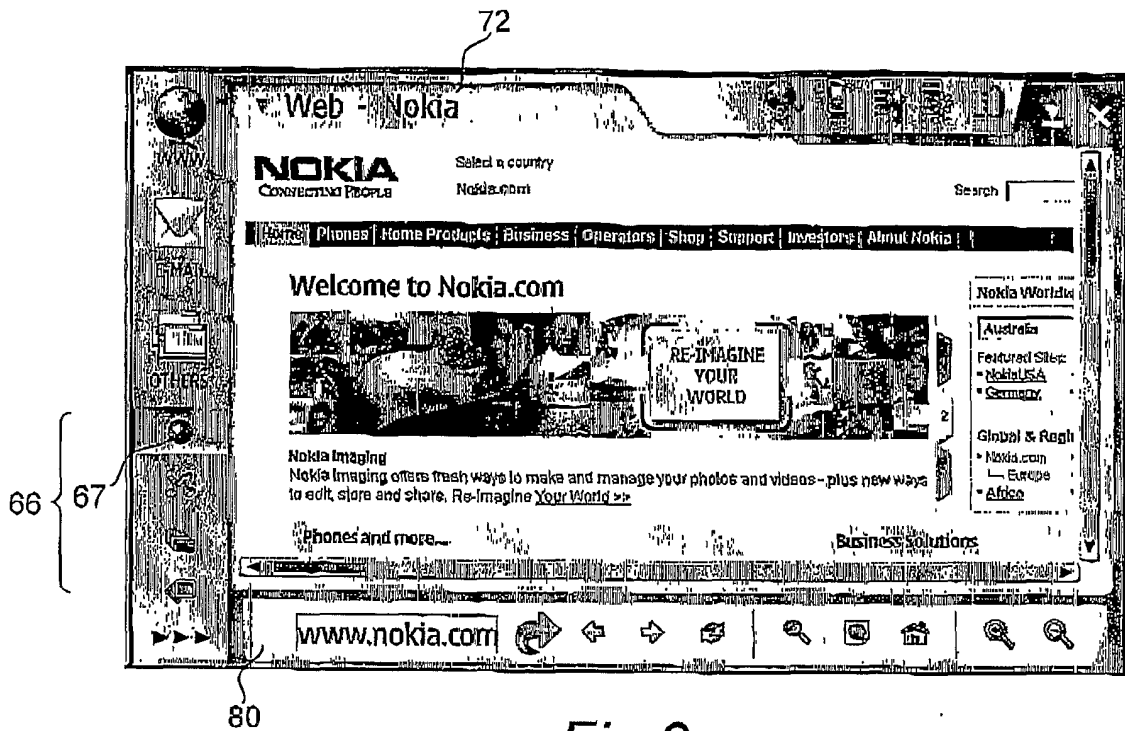 72
Web - Nokia
WWW
NOKIA
CONNECTING PEOPLE
Select a country
Nokia.com
Search
E-MAIL
Home Phones Home Products Business Operators Shop Support Investors About Nokia
Welcome to Nokia.com
Nokia Worldw
RE-IMAGINE
YOUR
WORLD
Australia
Featured Sites:
NokiaUSA
Germany
OTHERS
2
Global & Regi
Nokia.com
Europe
Africa
66
67
Nokia Imaging
Nokia Imaging offers fresh ways to make and manage your photos and videos - plus new ways
to edit, store and share. Re-Imagine Your World >>
Phones and more...
Business Solutions
www.nokia.com
80